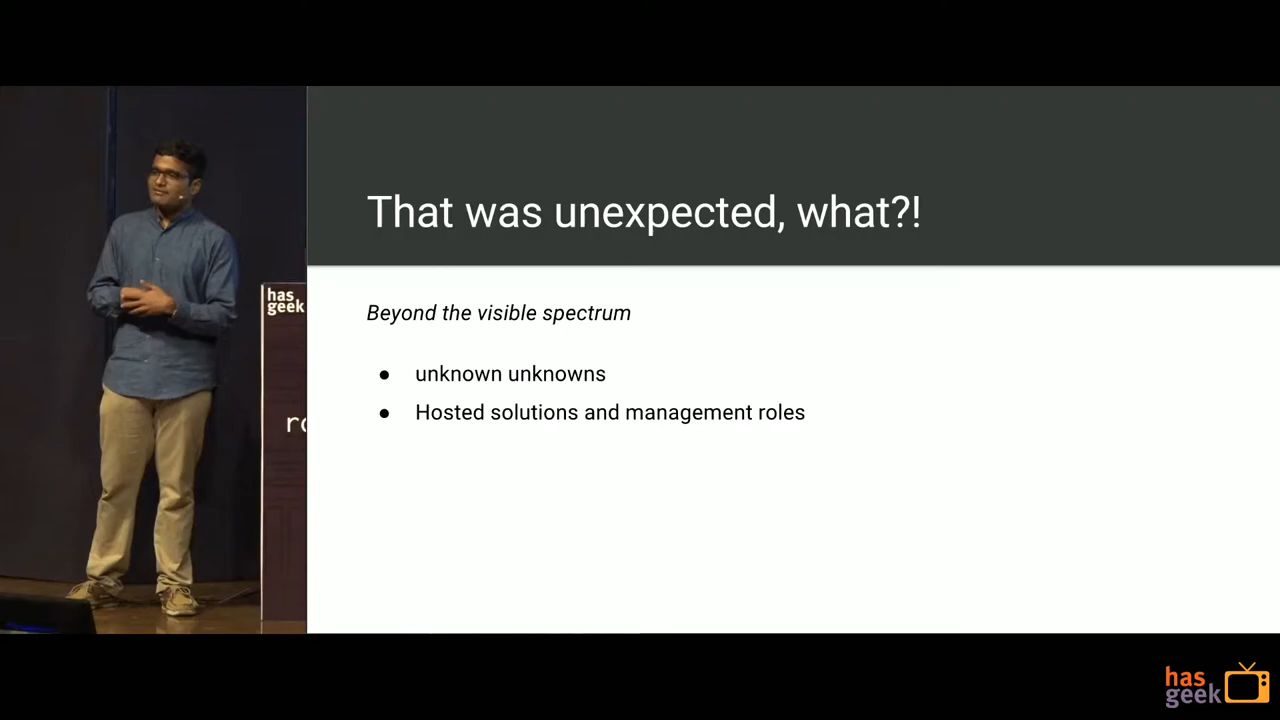 That was unexpected, what?!
Beyond the visible spectrum
● unknown unknowns
● Hosted solutions and management roles
has
geek
has
geek